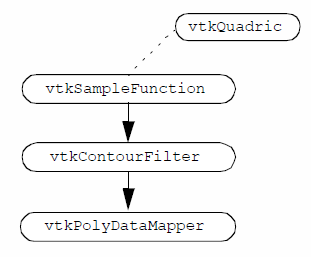 vtkQuadric
vtkSampleFunction
vtkContourFilter
vtkPolyDataMapper